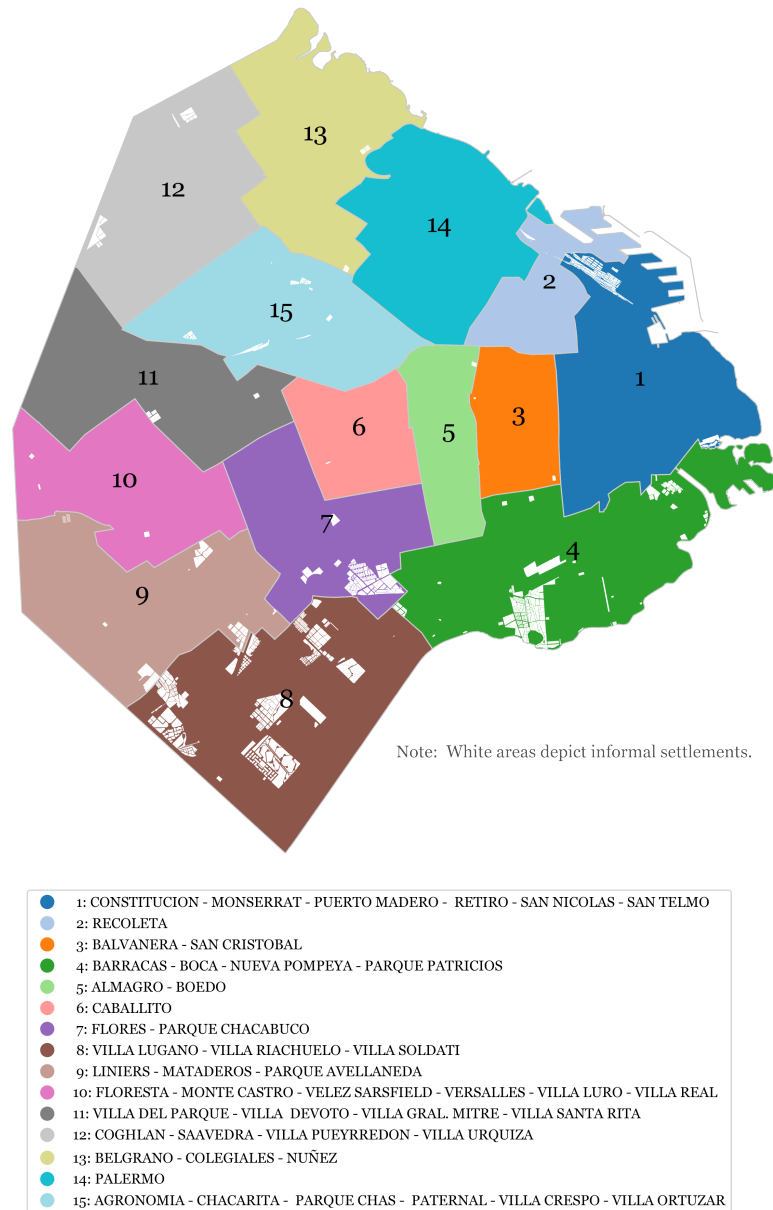 13
12
14
2
15
1
11
6
3
5
10
7
4
9
8
Note: White areas depict informal settlements.
1: CONSTITUCION - MONSERRAT - PUERTO MADERO - RETIRO - SAN NICOLAS - SAN TELMO
2: RECOLETA
3: BALVANERA - SAN CRISTOBAL
4: BARRACAS - BOCA - NUEVA POMPEYA - PARQUE PATRICIOS
5: ALMAGRO - BOEDO
6: CABALLITO
7: FLORES - PARQUE CHACABUCO
8: VILLA LUGANO - VILLA RIACHUELO - VILLA SOLDATI
9: LINIERS - MATADEROS - PARQUE AVELLANEDA
10: FLORESTA - MONTE CASTRO - VELEZ SARSFIELD - VERSALLES - VILLA LURO - VILLA REAL
11: VILLA DEL PARQUE - VILLA DEVOTO - VILLA GRAL. MITRE - VILLA SANTA RITA
12: COGHLAN - SAAVEDRA - VILLA PUEYRREDON - VILLA URQUIZA
13: BELGRANO - COLEGIALES - NUÑEZ
14: PALERMO
15: AGRONOMIA - CHACARITA - PARQUE CHAS - PATERNAL - VILLA CRESPO - VILLA ORTUZAR